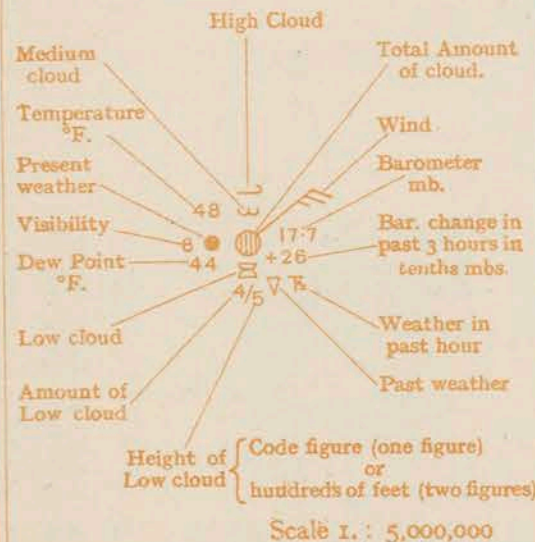 High Cloud
Medium
cloud
Total Amount
of cloud.
Temperature
°F.
Wind
Present
weather
Barometer
mb.
48
Visibility
8
17·7
Bar. change in
past 3 hours in
tenths mbs.
+26
Dew Point
°F.
44
4/5
Low cloud
Weather in
past hour
Amount of
Low cloud
Past weather
Height of
Low cloud
Code figure (one figure)
or
hundreds of feet (two figures)
Scale 1. : 5,000,000